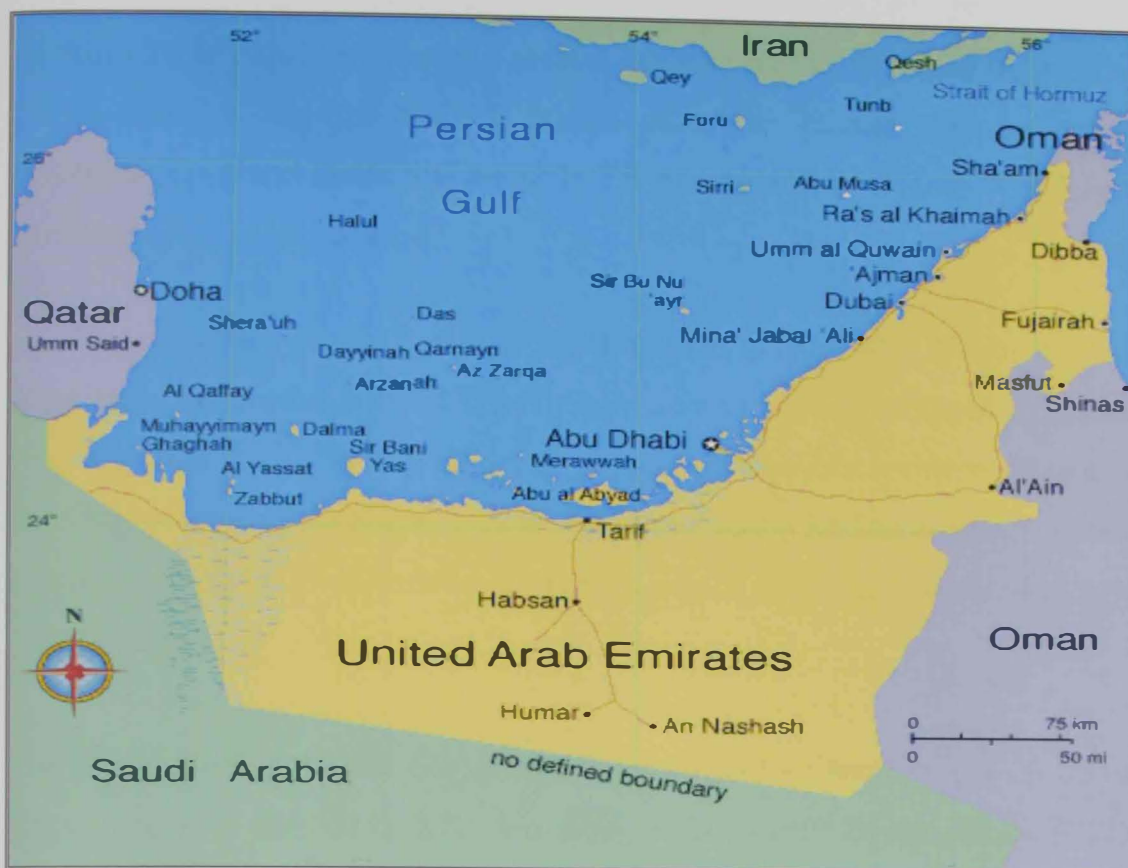 52°
54°
56°
Iran
Qey
Qesh
Strait of Hormuz
Tunb
Foru
Persian
Gulf
Oman
26°
Sha'am
Sirri
Abu Musa
Ra's al Khaimah
Halul
Umm al Quwain
Dibba
'Ajman
Sir Bu Nu
'ayr
Doha
Dubai
Qatar
Das
Shera'uh
Fujairah
Umm Said
Mina' Jabal 'Ali
Dayyinah
Qarnayn
Az Zarqa
Arzanah
Al Qaffay
Masfut
Shinas
Muhayyimayn
Dalma
Ghaghah
Sir Bani
Yas
Abu Dhabi
Merawwah
Al Yassat
Zabbut
Abu al Abyad
Al'Ain
24°
Tarif
Habsan
N
United Arab Emirates
Oman
Humar
An Nashash
0 75 km
0 50 mi
no defined boundary
Saudi Arabia